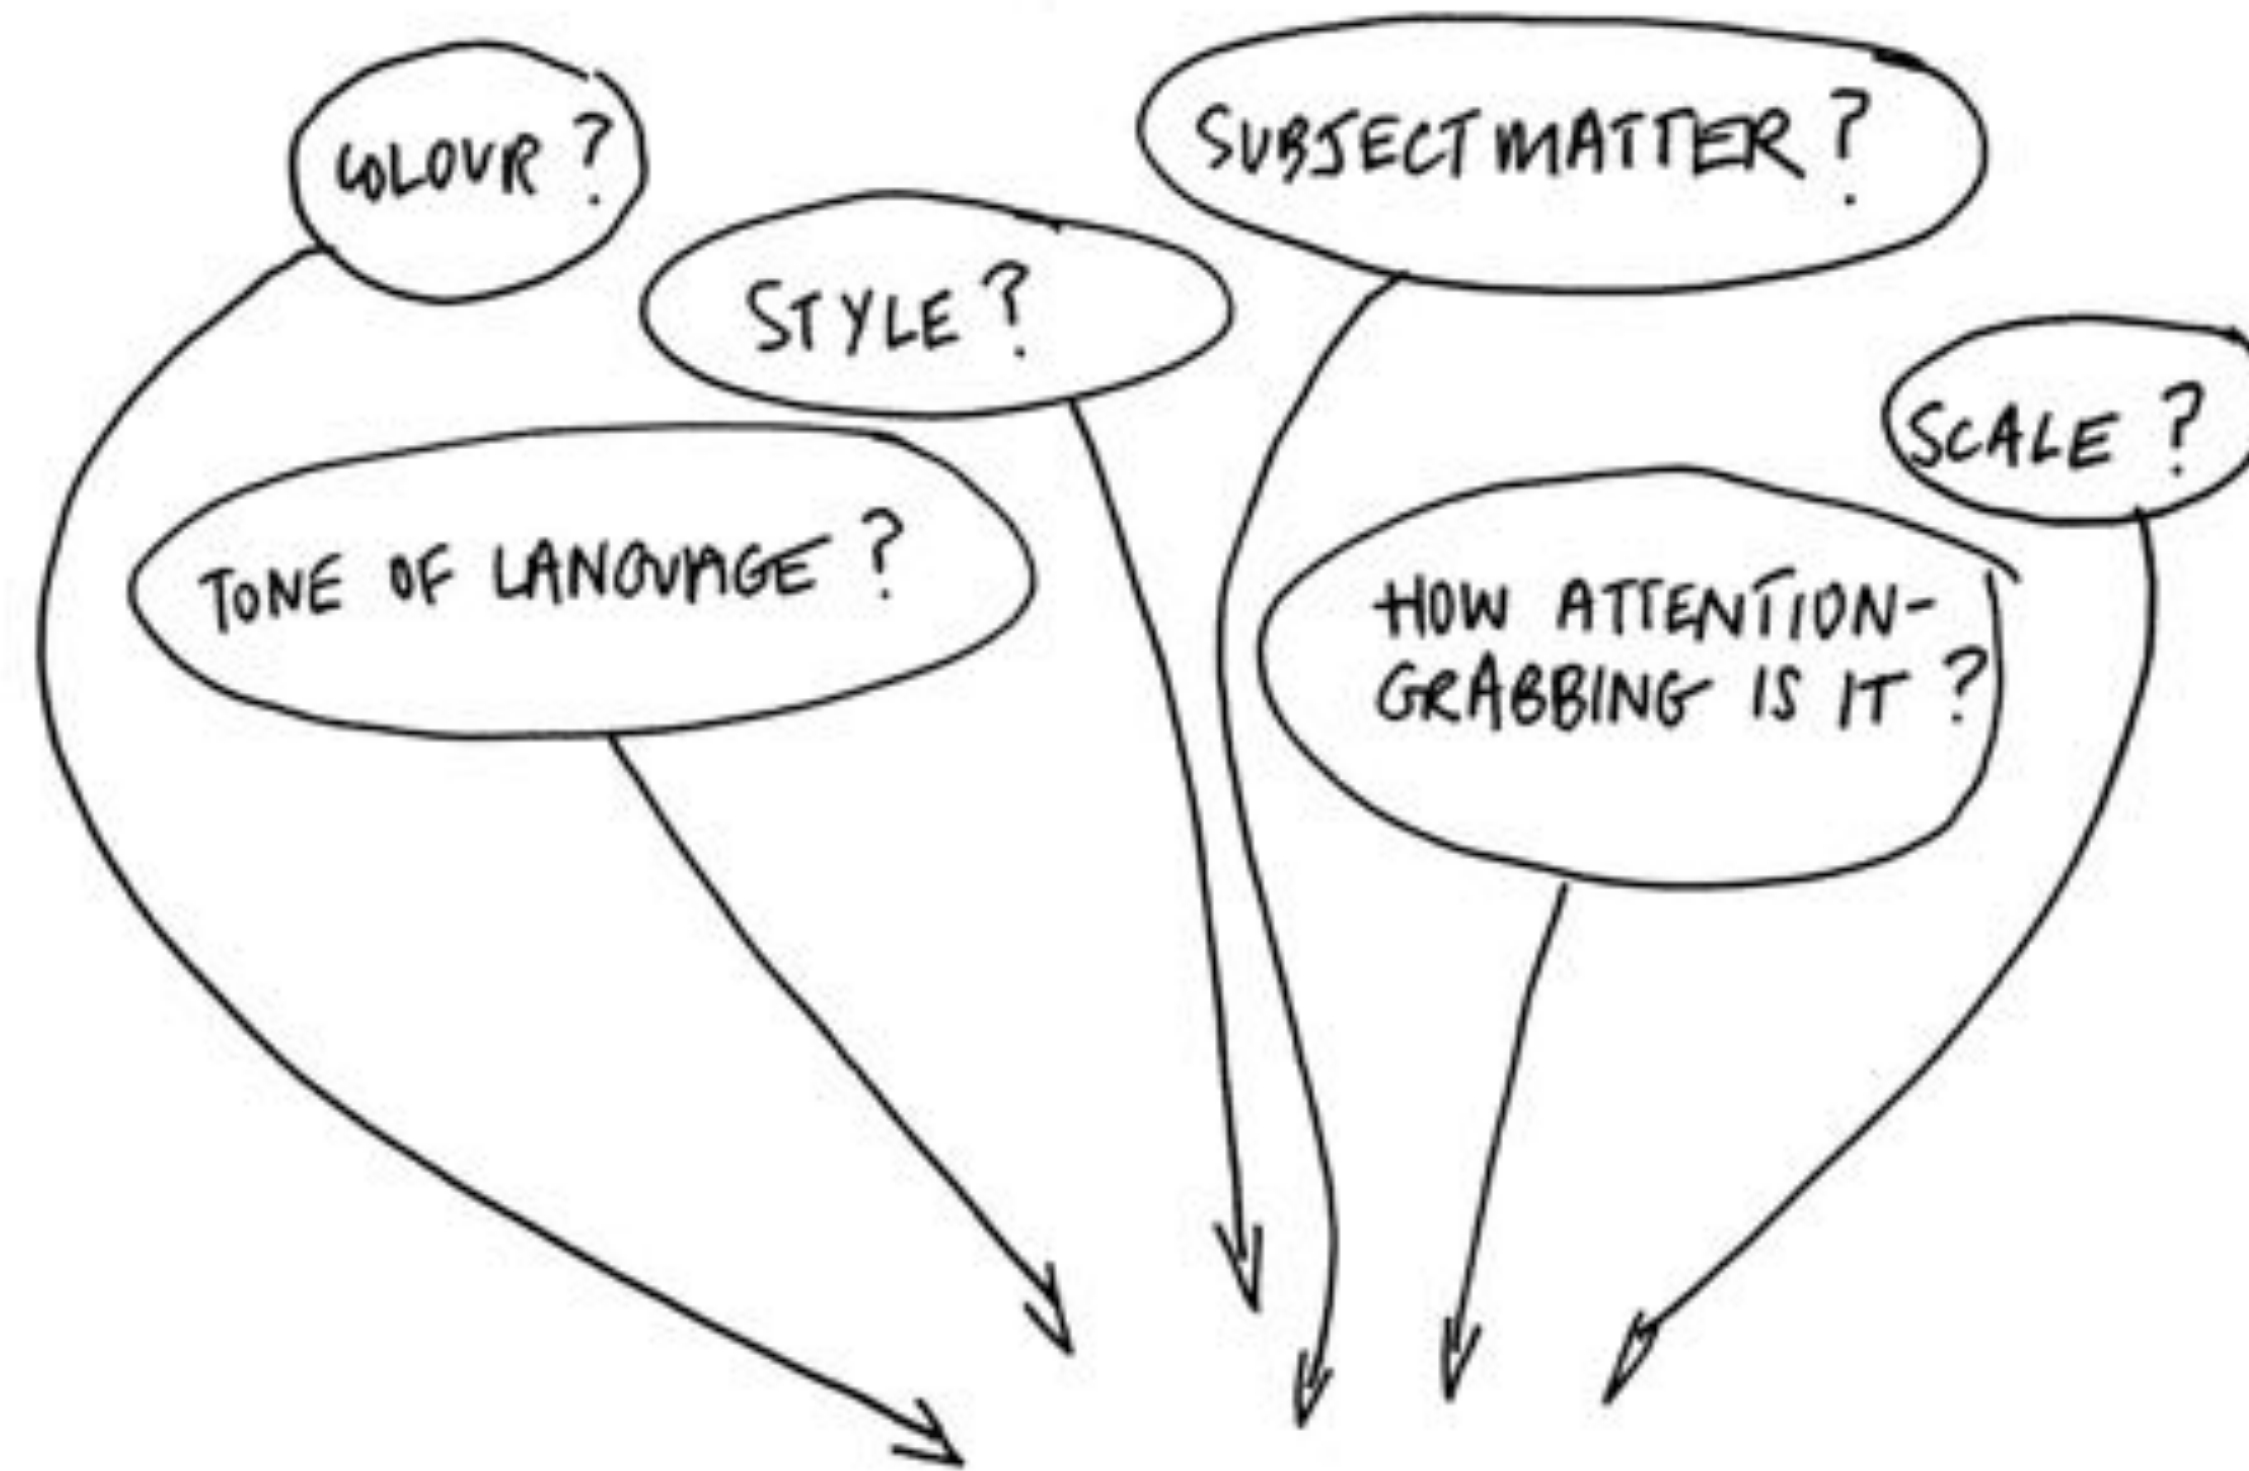 COLOUR?
SUBJECT MATTER?
STYLE?
SCALE?
TONE OF LANGUAGE?
HOW ATTENTION-
GRABBING IS IT?